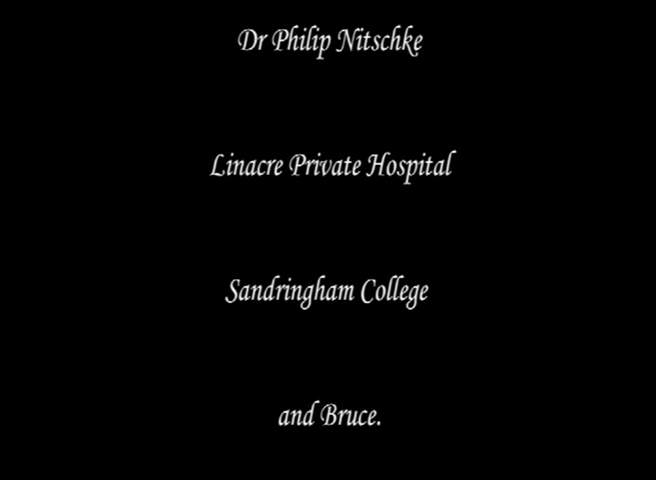 Dr Philip Nitschke
Linacre Private Hospital
Sandringham College
and Bruce.